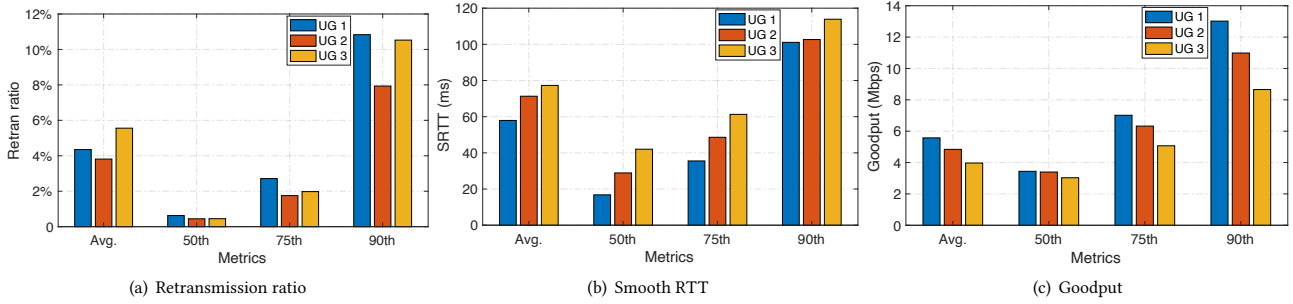 12%
10%
8%
6%
4%
2%
0
Retran ratio
UG 1
UG 2
UG 3
Avg. 50th 75th 90th
Metrics
(a) Retransmission ratio
120
100
80
60
40
20
0
SRTT (ms)
UG 1
UG 2
UG 3
Avg. 50th 75th 90th
Metrics
(b) Smooth RTT
14
12
10
8
6
4
2
0
Goodput (Mbps)
UG 1
UG 2
UG 3
Avg. 50th 75th 90th
Metrics
(c) Goodput